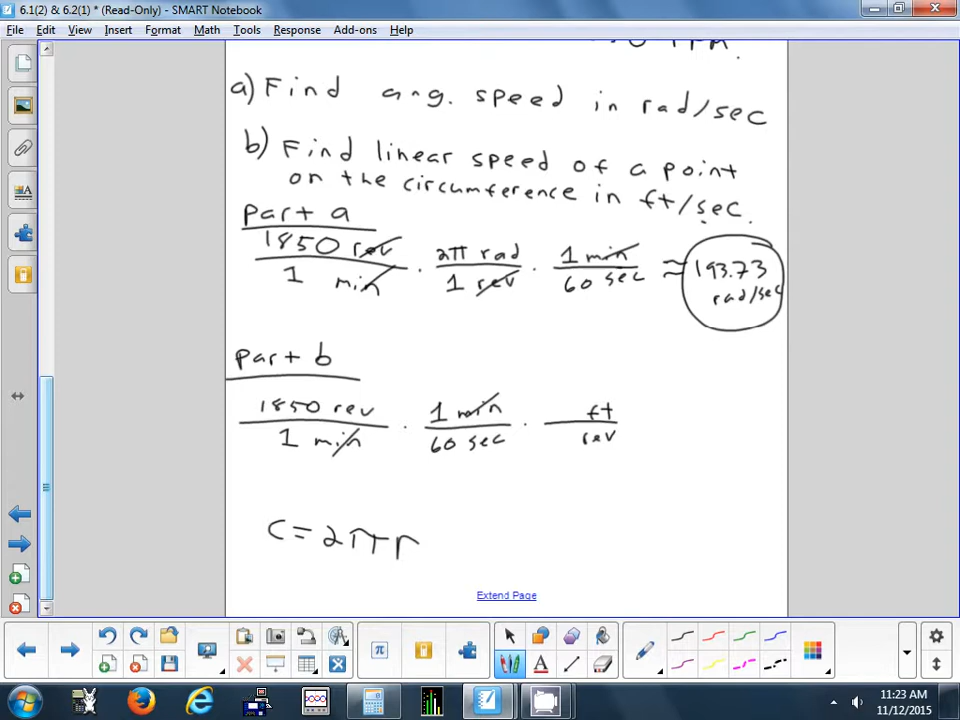 6.1(2) & 6.2(1) * (Read-Only) - SMART Notebook
File Edit View Insert Format Math Tools Response Add-ons Help
a) Find ang. speed in rad/sec
b) Find linear speed of a point
on the circumference in ft/sec.
part a
1850 rev / 1 min · 2π rad / 1 rev · 1 min / 60 sec ≈ 193.73 rad/sec
part b
1850 rev / 1 min · 1 min / 60 sec · ft / rev
C = 2πr
Extend Page
11:23 AM
11/12/2015